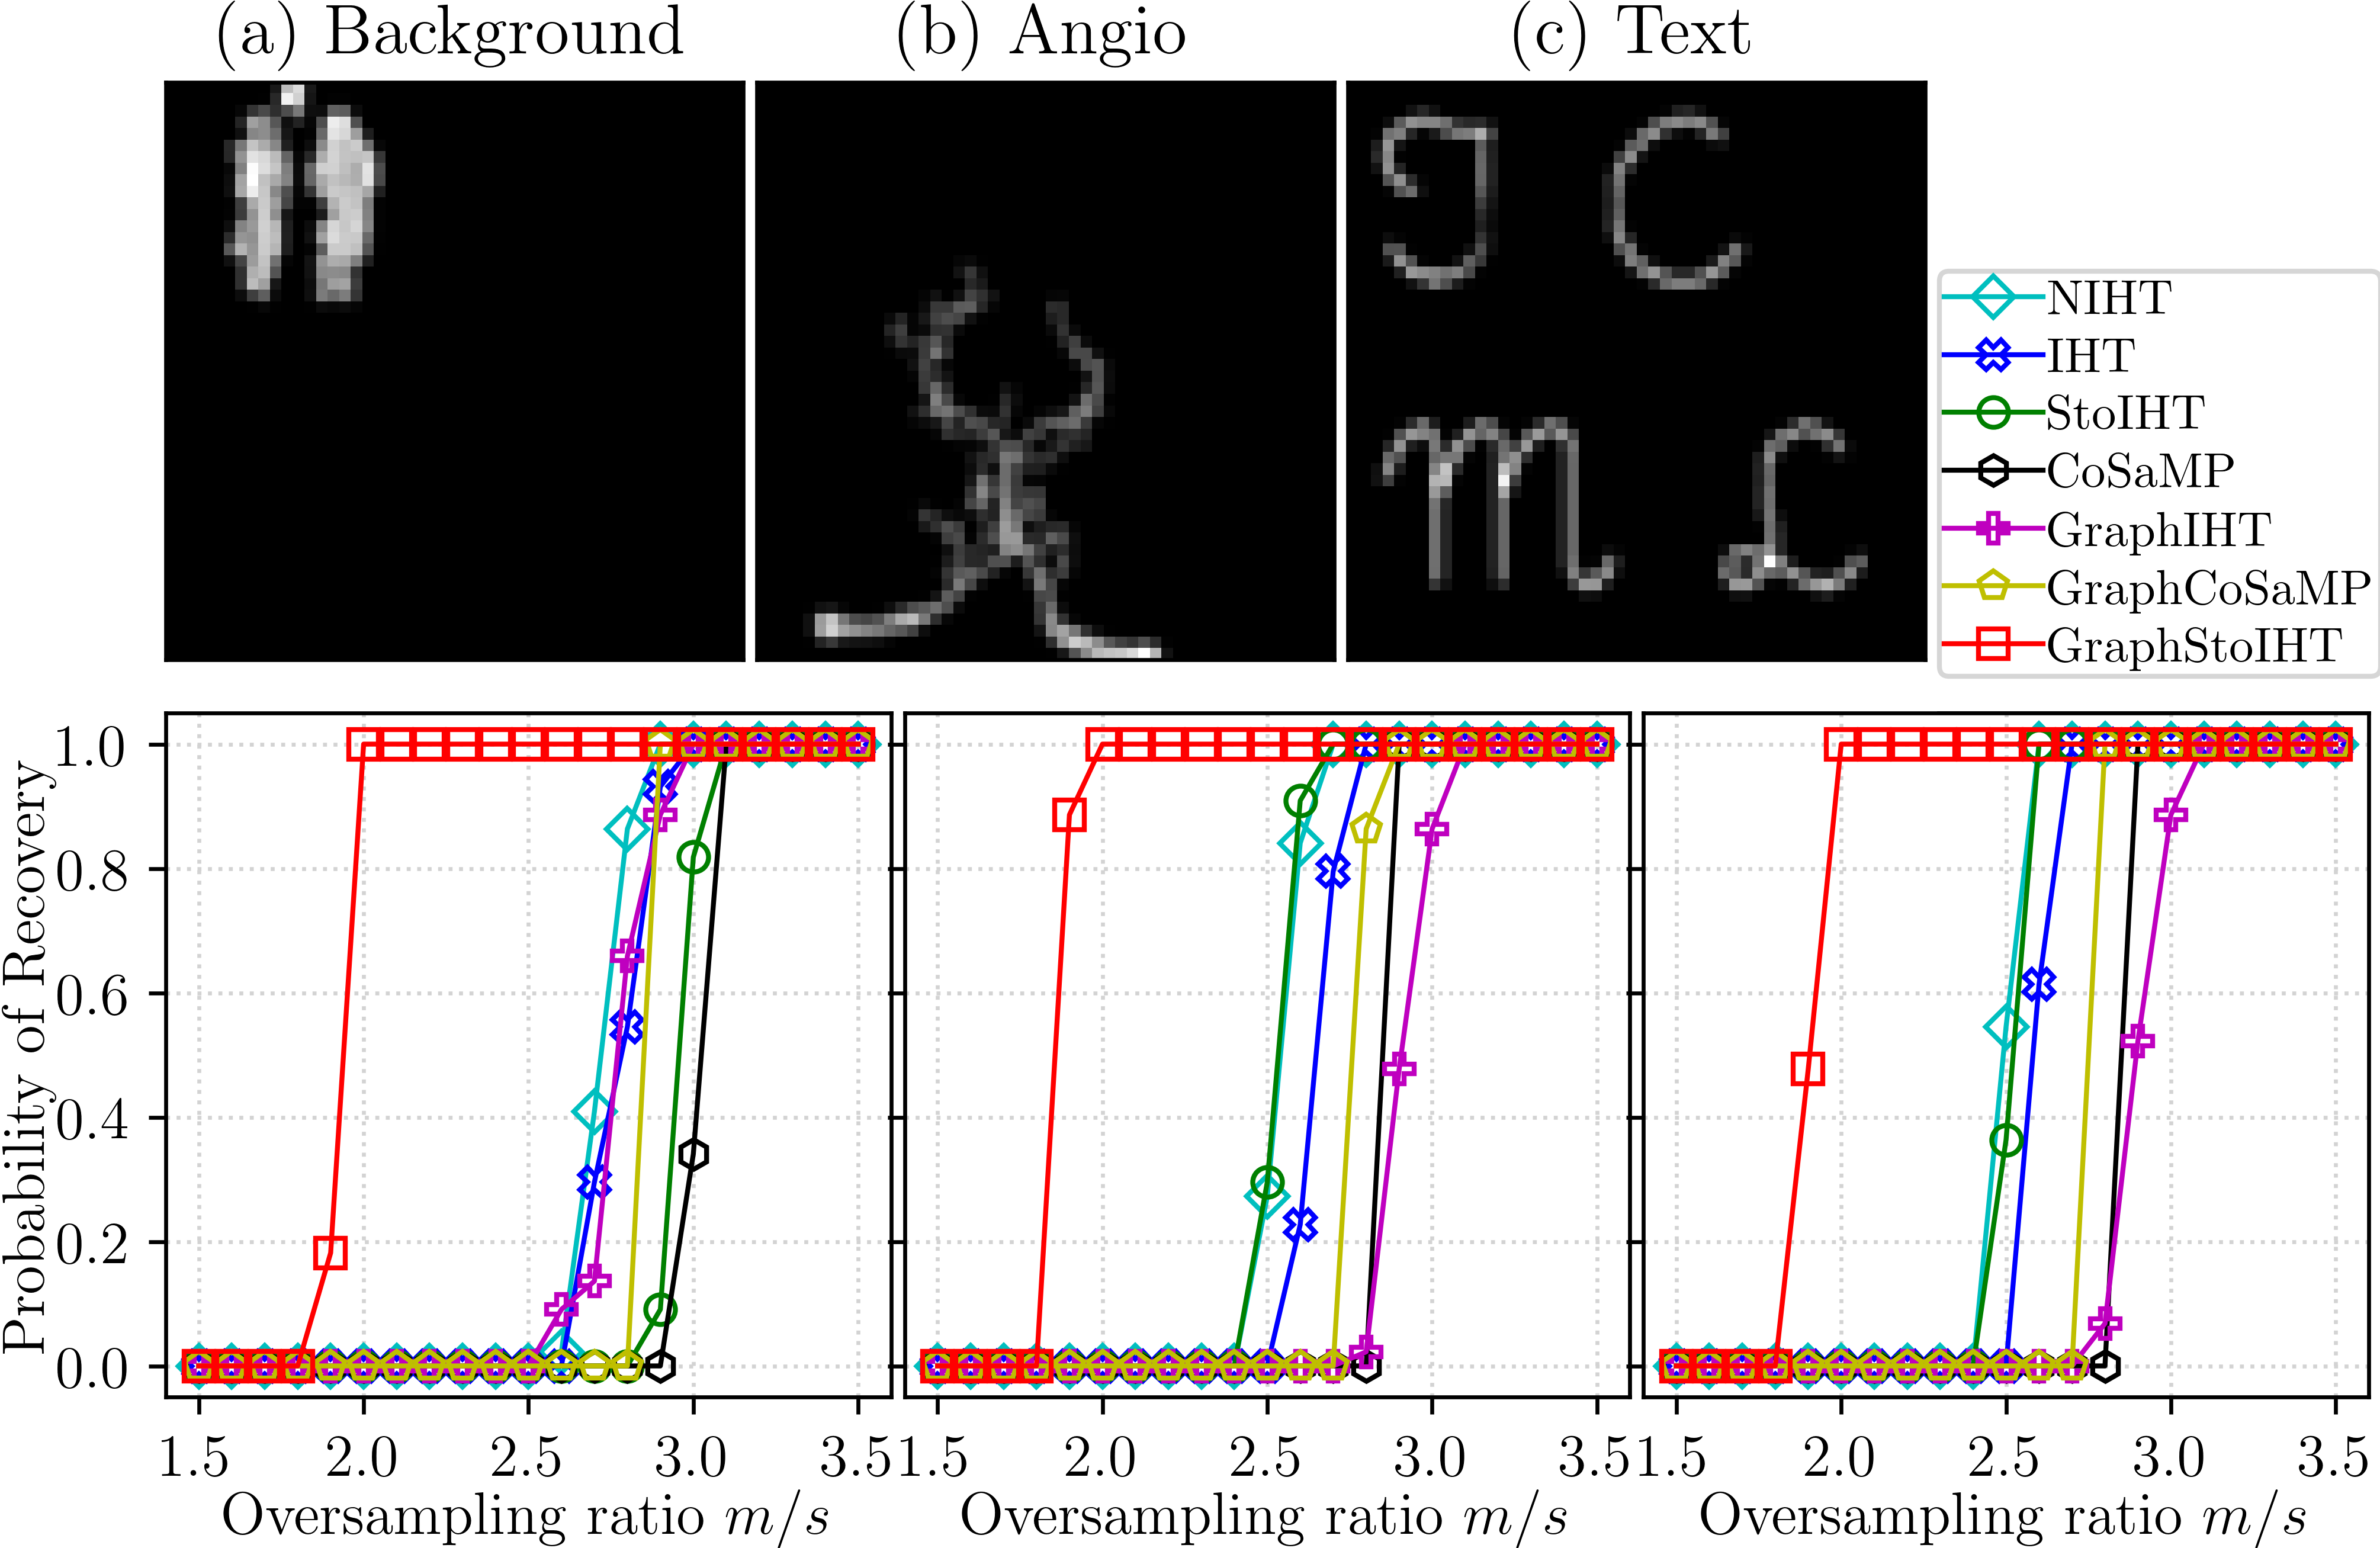 (a) Background (b) Angio (c) Text
NIHT
IHT
StoIHT
CoSaMP
GraphIHT
GraphCoSaMP
GraphStoIHT
J C
m L
Probability of Recovery
1.0
0.8
0.6
0.4
0.2
0.0
1.5 2.0 2.5 3.0 3.5 1.5 2.0 2.5 3.0 3.5 1.5 2.0 2.5 3.0 3.5
Oversampling ratio m/s Oversampling ratio m/s Oversampling ratio m/s